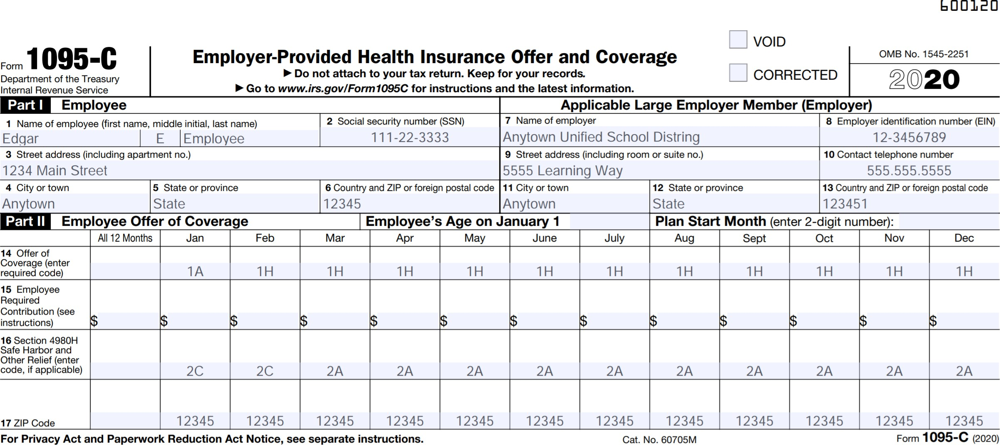 600120
VOID
CORRECTED
Form 1095-C
Department of the Treasury
Internal Revenue Service
Employer-Provided Health Insurance Offer and Coverage
▶ Do not attach to your tax return. Keep for your records.
▶ Go to www.irs.gov/Form1095C for instructions and the latest information.
OMB No. 1545-2251
2020
Part I Employee
Applicable Large Employer Member (Employer)
1 Name of employee (first name, middle initial, last name)
Edgar E Employee
2 Social security number (SSN)
111-22-3333
7 Name of employer
Anytown Unified School Distring
8 Employer identification number (EIN)
12-3456789
3 Street address (including apartment no.)
1234 Main Street
9 Street address (including room or suite no.)
5555 Learning Way
10 Contact telephone number
555.555.5555
4 City or town
Anytown
5 State or province
State
6 Country and ZIP or foreign postal code
12345
11 City or town
Anytown
12 State or province
State
13 Country and ZIP or foreign postal code
123451
Part II Employee Offer of Coverage
Employee's Age on January 1
Plan Start Month (enter 2-digit number):
All 12 Months Jan Feb Mar Apr May June July Aug Sept Oct Nov Dec
14 Offer of
Coverage (enter
required code)
1A 1H 1H 1H 1H 1H 1H 1H 1H 1H 1H 1H
15 Employee
Required
Contribution (see
instructions)
$ $ $ $ $ $ $ $ $ $ $ $ $
16 Section 4980H
Safe Harbor and
Other Relief (enter
code, if applicable)
2C 2C 2A 2A 2A 2A 2A 2A 2A 2A 2A 2A
17 ZIP Code
12345 12345 12345 12345 12345 12345 12345 12345 12345 12345 12345 12345
For Privacy Act and Paperwork Reduction Act Notice, see separate instructions.
Cat. No. 60705M
Form 1095-C (2020)